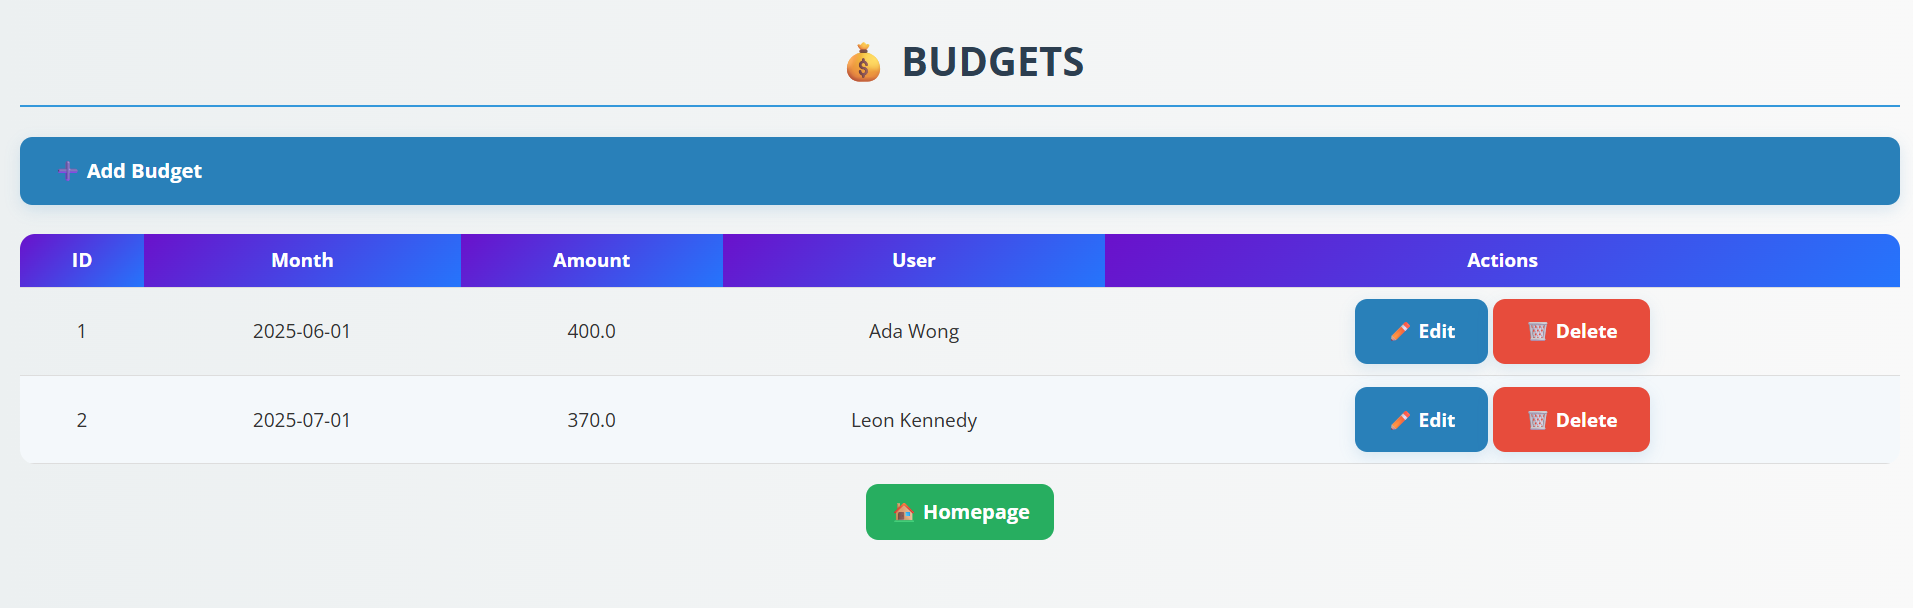 BUDGETS
Add Budget
ID Month Amount User Actions
1 2025-06-01 400.0 Ada Wong Edit Delete
2 2025-07-01 370.0 Leon Kennedy Edit Delete
Homepage